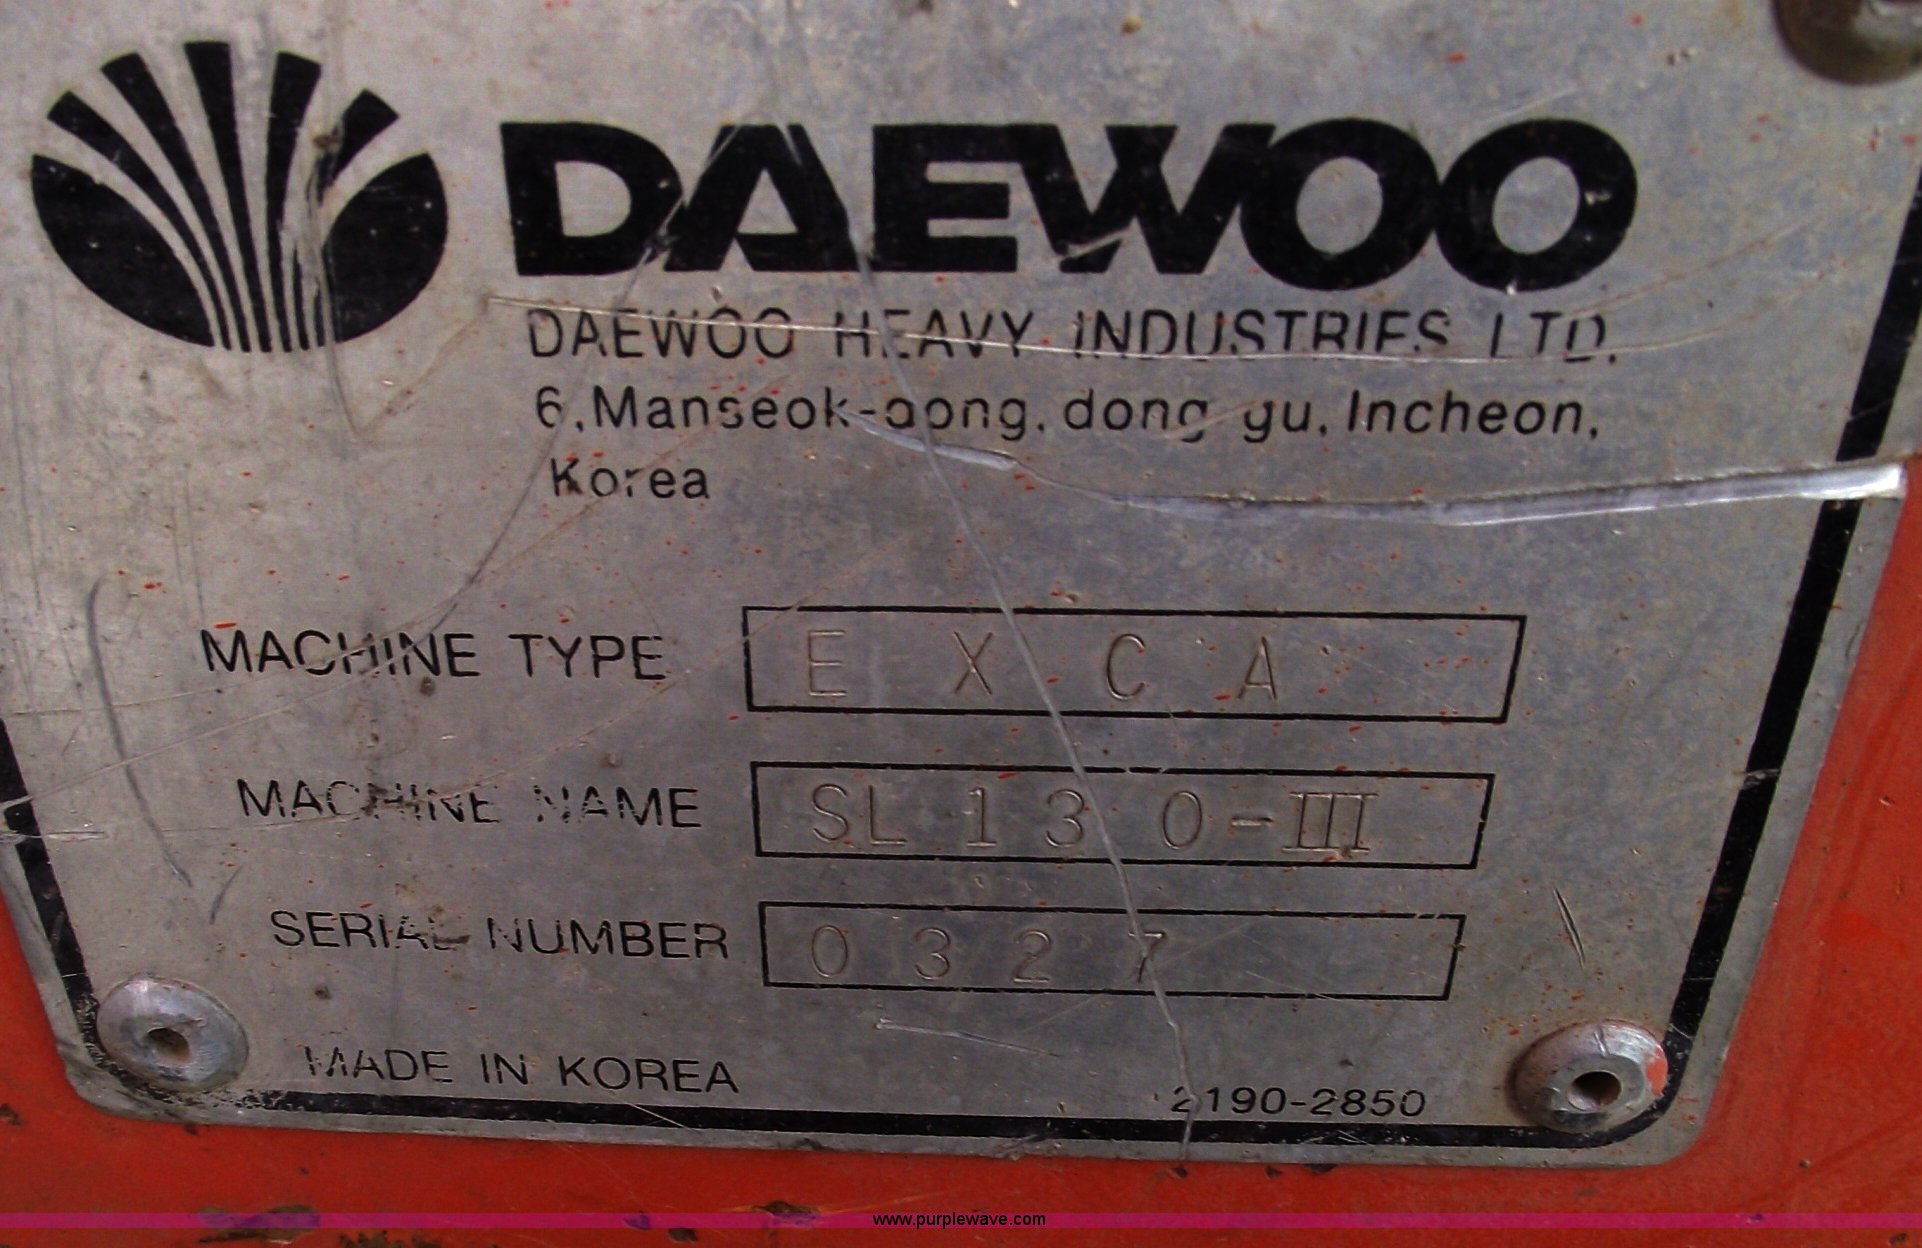 DAEWOO
DAEWOO HEAVY INDUSTRIES LTD.
6, Manseok-dong, dong gu, Incheon,
Korea
MACHINE TYPE E X C A
MACHINE NAME SL 1 3 0-III
SERIAL NUMBER 0 3 2 7
MADE IN KOREA 2190-2850
www.purplewave.com